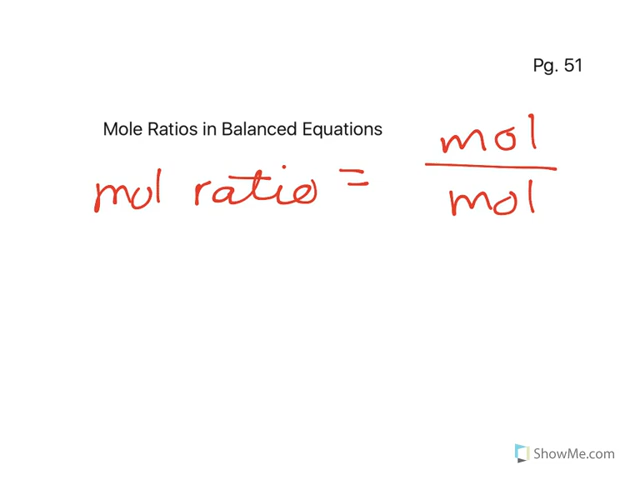 Pg. 51
Mole Ratios in Balanced Equations
mol ratio = mol
mol
ShowMe.com